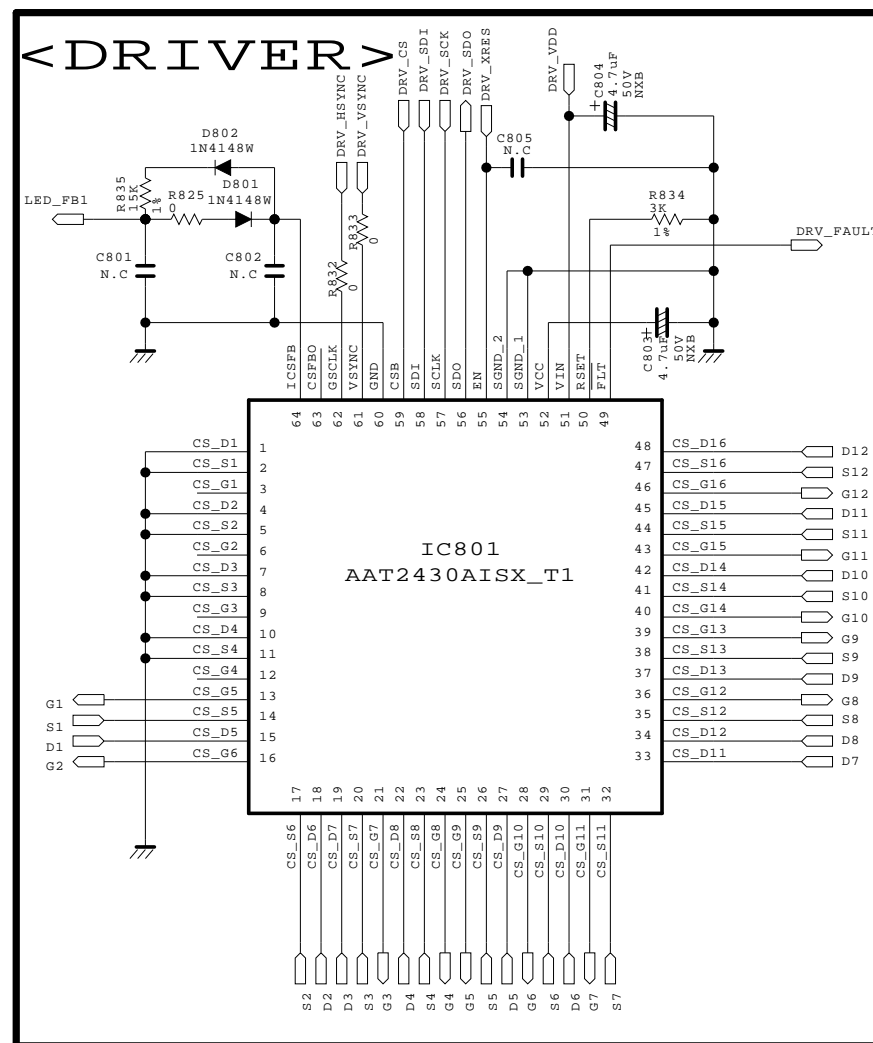 <DRIVER>
DRV_HSYNC
DRV_VSYNC
DRV_CS
DRV_SDI
DRV_SCK
DRV_SDO
DRV_XRES
DRV_VDD
C804
4.7uF
50V
NXB
C805
N.C
D802
1N4148W
D801
1N4148W
R835
15K
1%
R825
0
LED_FB1
C801
N.C
C802
N.C
R832
0
R833
0
R834
3K
1%
DRV_FAULT
C803
4.7uF
50V
NXB
ICSFB
CSFBO
GSCLK
VSYNC
GND
CSB
SDI
SCLK
SDO
EN
SGND_2
SGND_1
VCC
VIN
RSET
FLT
64
63
62
61
60
59
58
57
56
55
54
53
52
51
50
49
IC801
AAT2430AISX_T1
CS_D1 1
CS_S1 2
CS_G1 3
CS_D2 4
CS_S2 5
CS_G2 6
CS_D3 7
CS_S3 8
CS_G3 9
CS_D4 10
CS_S4 11
CS_G4 12
G1 CS_G5 13
S1 CS_S5 14
D1 CS_D5 15
G2 CS_G6 16
48 CS_D16 D12
47 CS_S16 S12
46 CS_G16 G12
45 CS_D15 D11
44 CS_S15 S11
43 CS_G15 G11
42 CS_D14 D10
41 CS_S14 S10
40 CS_G14 G10
39 CS_G13 G9
38 CS_S13 S9
37 CS_D13 D9
36 CS_G12 G8
35 CS_S12 S8
34 CS_D12 D8
33 CS_D11 D7
17
18
19
20
21
22
23
24
25
26
27
28
29
30
31
32
CS_S6
CS_D6
CS_D7
CS_S7
CS_G7
CS_D8
CS_S8
CS_G8
CS_G9
CS_S9
CS_D9
CS_G10
CS_S10
CS_D10
CS_G11
CS_S11
S2
D2
D3
S3
G3
D4
S4
G4
G5
S5
D5
G6
S6
D6
G7
S7